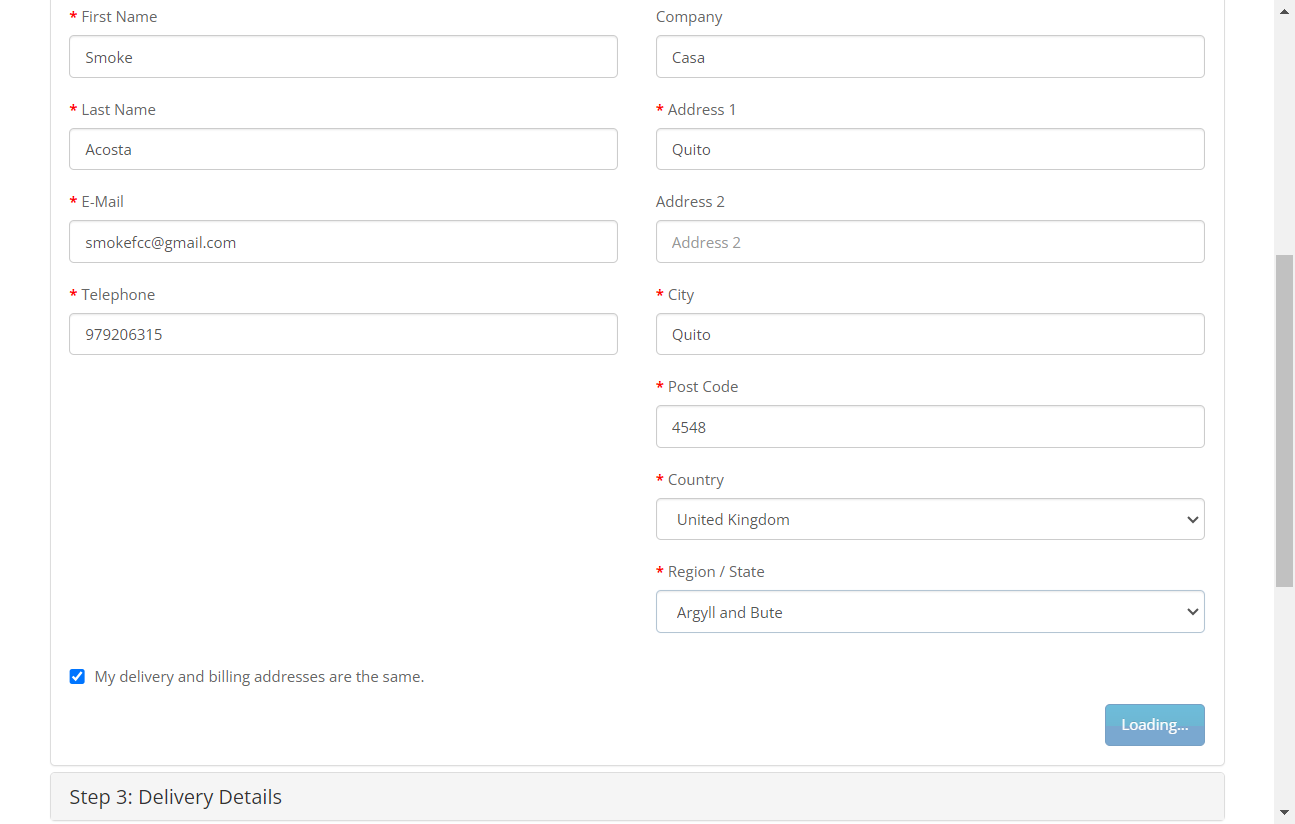 * First Name
Smoke
* Last Name
Acosta
* E-Mail
smokefcc@gmail.com
* Telephone
979206315
Company
Casa
* Address 1
Quito
Address 2
Address 2
* City
Quito
* Post Code
4548
* Country
United Kingdom
* Region / State
Argyll and Bute
My delivery and billing addresses are the same.
Loading...
Step 3: Delivery Details